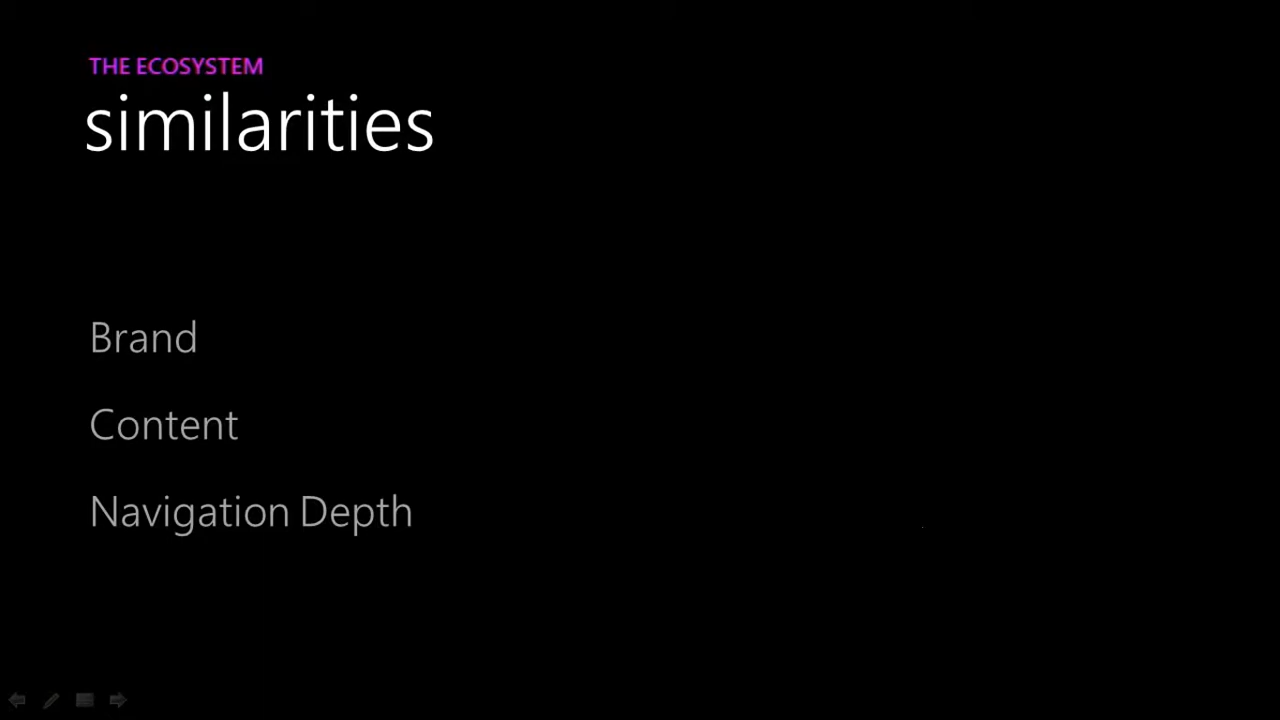 THE ECOSYSTEM
similarities
Brand
Content
Navigation Depth